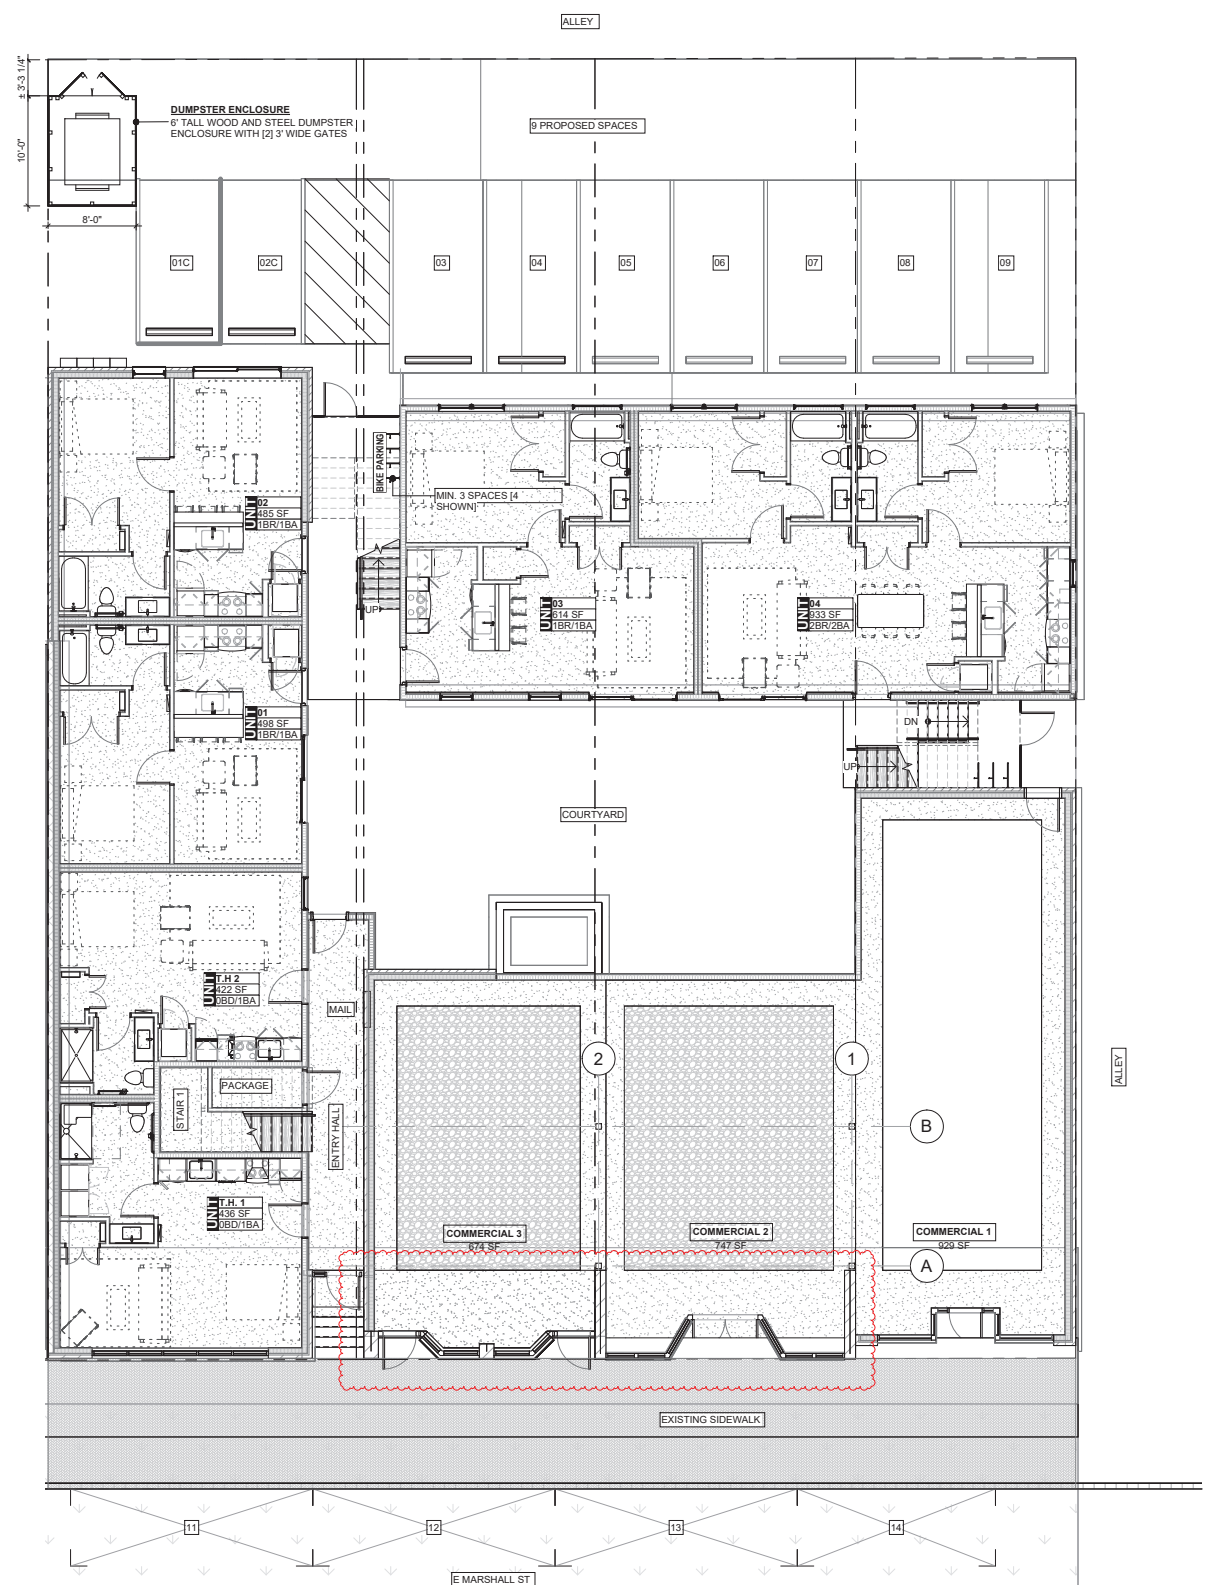 ALLEY
± 3'-3 1/4"
10'-0"
8'-0"
DUMPSTER ENCLOSURE
6' TALL WOOD AND STEEL DUMPSTER
ENCLOSURE WITH [2] 3' WIDE GATES
9 PROPOSED SPACES
01C
02C
03
04
05
06
07
08
09
BIKE PARKING
MIN. 3 SPACES [4
SHOWN]
UNIT
02
485 SF
1BR/1BA
UP
UNIT
03
614 SF
1BR/1BA
UNIT
04
933 SF
2BR/2BA
UNIT
01
498 SF
1BR/1BA
DN
UP
COURTYARD
UNIT
T.H 2
422 SF
0BD/1BA
MAIL
2
1
ALLEY
PACKAGE
STAIR 1
ENTRY HALL
B
UNIT
T.H. 1
436 SF
0BD/1BA
COMMERCIAL 3
674 SF
COMMERCIAL 2
747 SF
COMMERCIAL 1
929 SF
A
EXISTING SIDEWALK
11
12
13
14
E MARSHALL ST